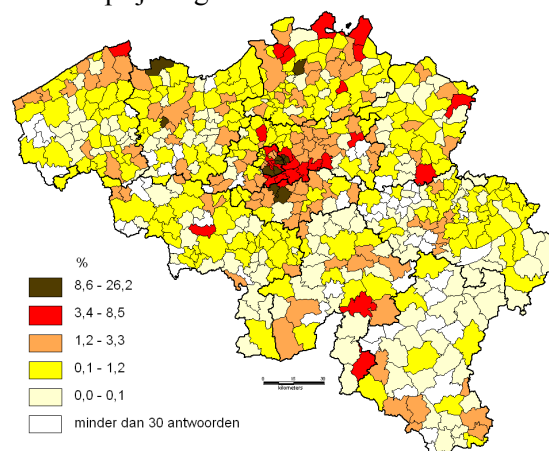 %
8,6 - 26,2
3,4 - 8,5
1,2 - 3,3
0,1 - 1,2
0,0 - 0,1
minder dan 30 antwoorden
kilometers